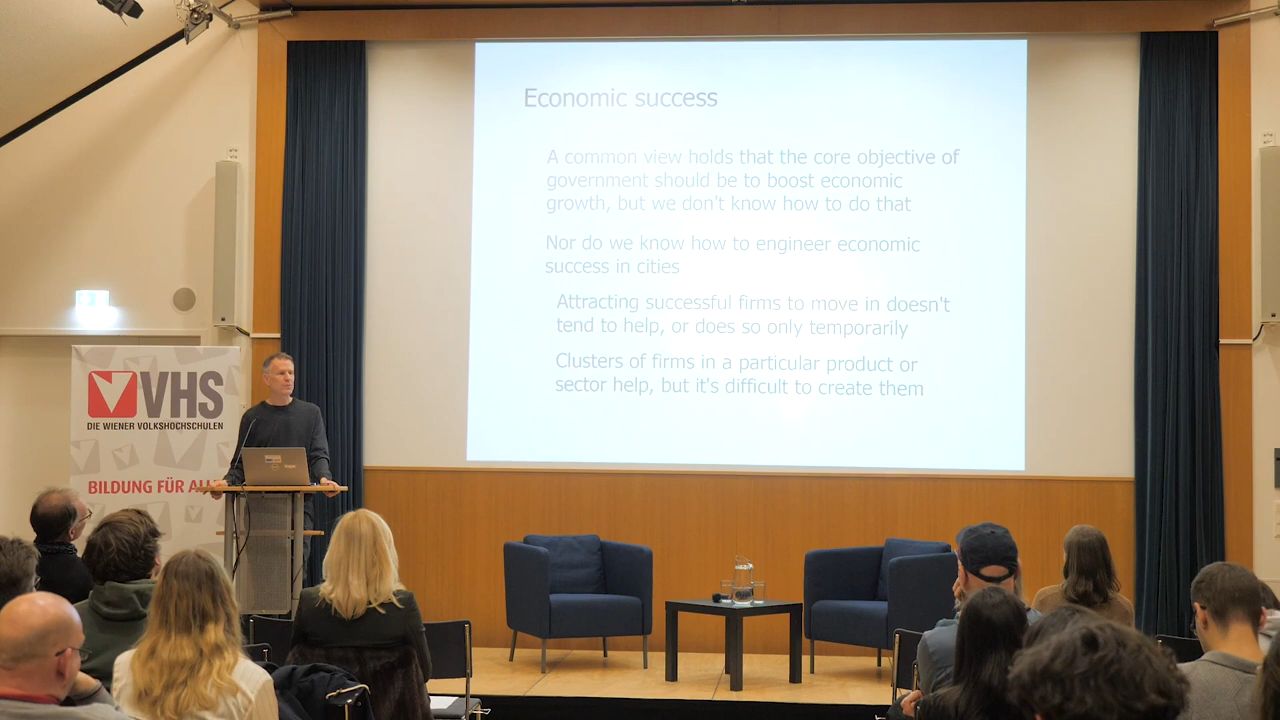 Economic success
A common view holds that the core objective of
government should be to boost economic
growth, but we don't know how to do that
Nor do we know how to engineer economic
success in cities
Attracting successful firms to move in doesn't
tend to help, or does so only temporarily
Clusters of firms in a particular product or
sector help, but it's difficult to create them
VHS
DIE WIENER VOLKSHOCHSCHULEN
BILDUNG FÜR